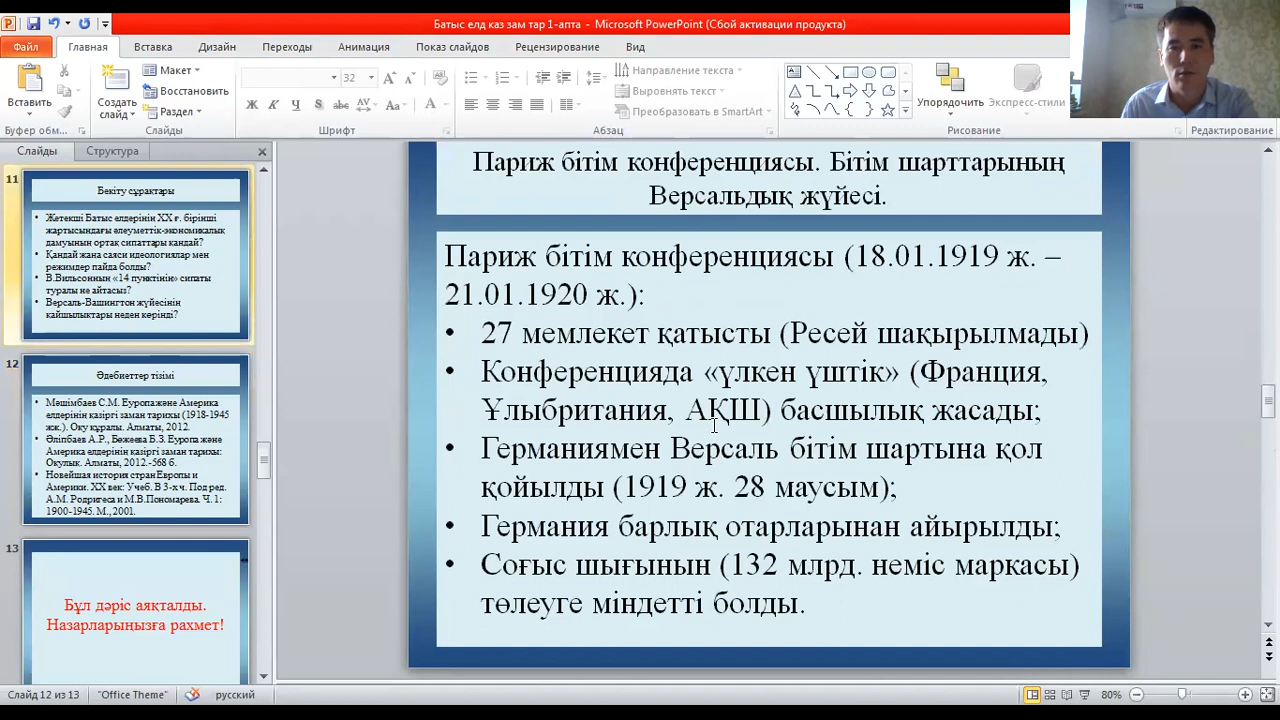 Батыс елд каз зам тар 1-апта - Microsoft PowerPoint (Сбой активации продукта)
Файл Главная Вставка Дизайн Переходы Анимация Показ слайдов Рецензирование Вид
Вставить
Буфер обм...
Создать слайд
Макет
Восстановить
Раздел
Слайды
32
Ж К Ч S abc AV Aa A
Шрифт
Направление текста
Выровнять текст
Преобразовать в SmartArt
Абзац
Упорядочить
Экспресс-стили
Рисование
Редактирование
Слайды Структура
11
Бекіту сұрақтары
• Жетекші Батыс елдерінің ХХ ғ. бірінші
жартысындағы әлеуметтік-экономикалық
дамуының ортақ сипаттары қандай?
• Қандай жаңа саяси идеологиялар мен
режимдер пайда болды?
• В.Вильсонның «14 пунктінің» сипаты
туралы не айтасыз?
• Версаль-Вашингтон жүйесінің
қайшылықтары неден көрінді?
12
Әдебиеттер тізімі
• Мәшімбаев С.М. Еуропа және Америка
елдерінің қазіргі заман тарихы (1918-1945
жж.). Оқу құралы. Алматы, 2012.
• Әліпбаев А.Р., Бөжеева Б.З. Еуропа және
Америка елдерінің қазіргі заман тарихы:
Окулык. Алматы, 2012.-568 б.
• Новейшая история стран Европы и
Америки. XX век: Учеб. В 3-х ч. Под ред.
А.М. Родригеса и М.В.Пономарева. Ч. 1:
1900-1945. М., 2001.
13
Бұл дәріс аяқталды.
Назарларыңызға рахмет!
Париж бітім конференциясы. Бітім шарттарының
Версальдық жүйесі.
Париж бітім конференциясы (18.01.1919 ж. –
21.01.1920 ж.):
• 27 мемлекет қатысты (Ресей шақырылмады)
• Конференцияда «үлкен үштік» (Франция,
Ұлыбритания, АҚШ) басшылық жасады;
• Германиямен Версаль бітім шартына қол
қойылды (1919 ж. 28 маусым);
• Германия барлық отарларынан айырылды;
• Соғыс шығынын (132 млрд. неміс маркасы)
төлеуге міндетті болды.
Слайд 12 из 13 "Office Theme" русский 80%